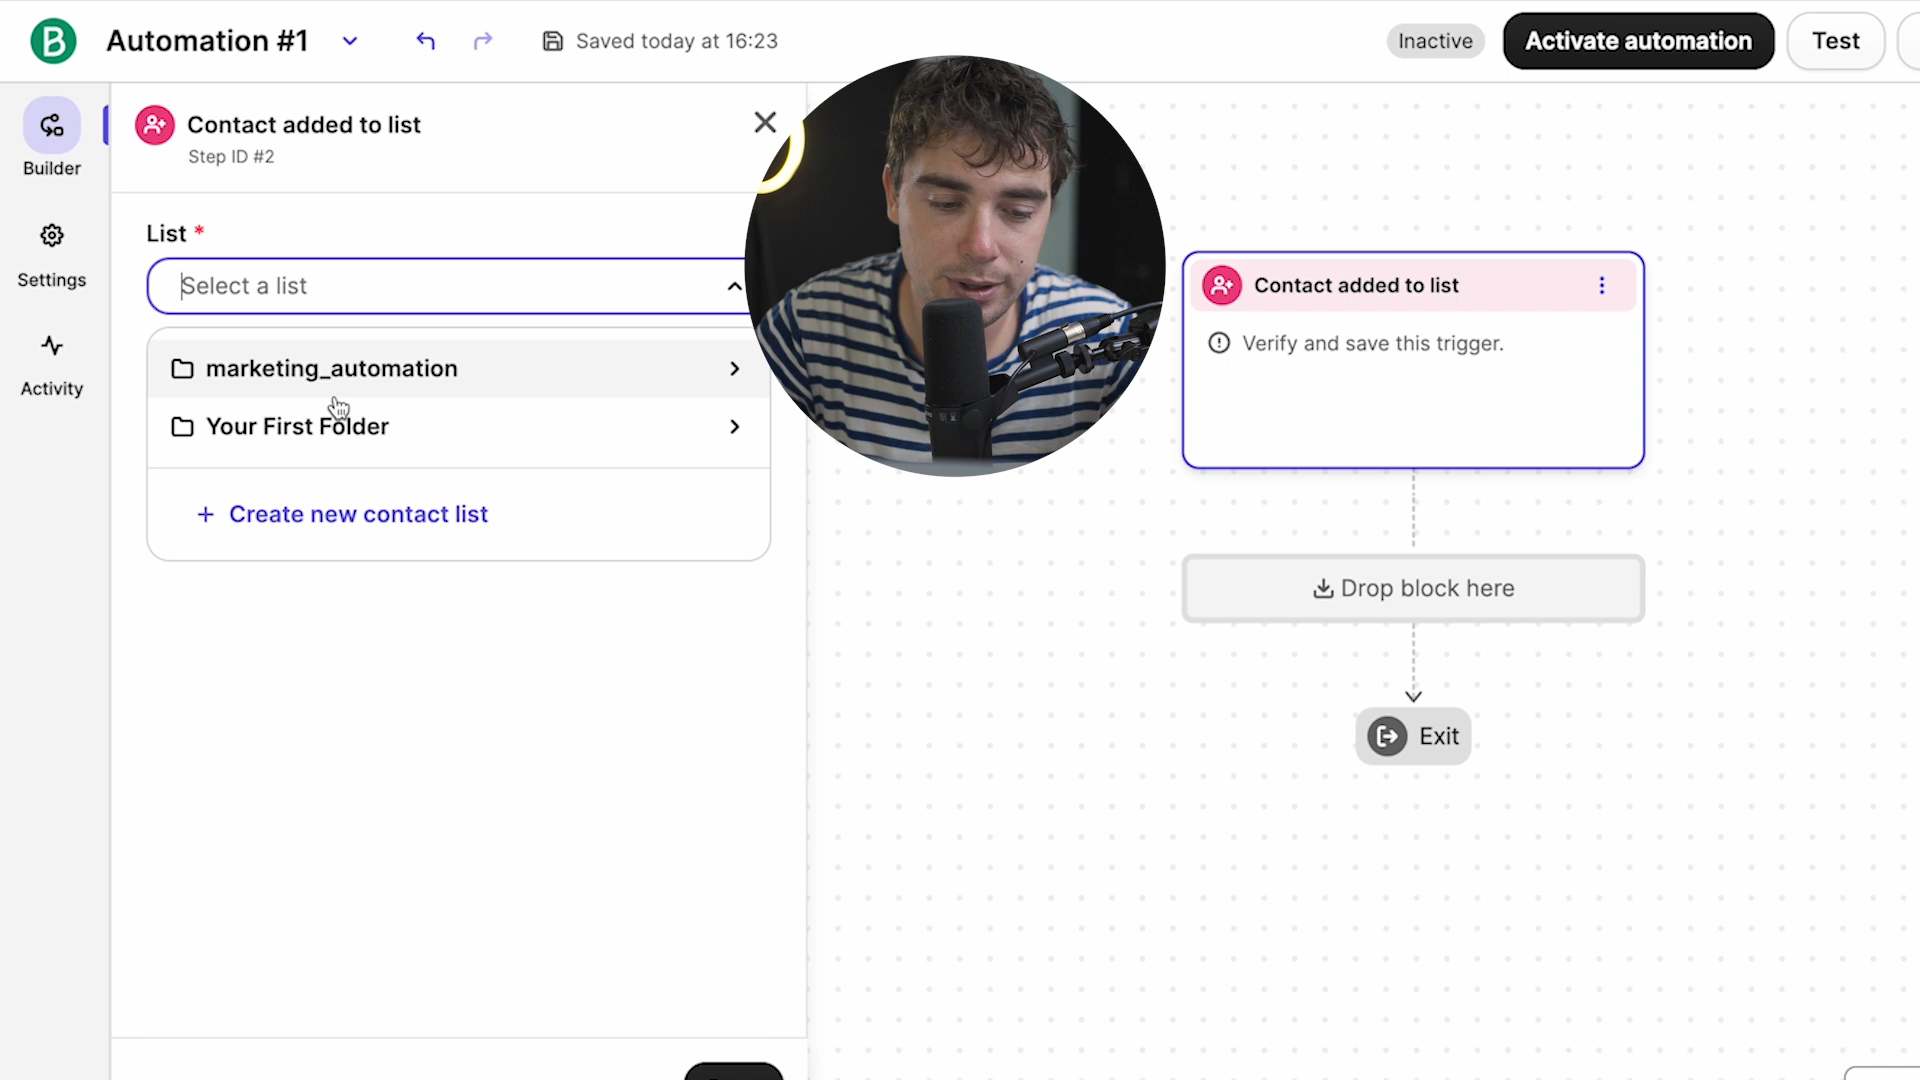 B
Automation #1
Saved today at 16:23
Inactive
Activate automation
Test
Builder
Settings
Activity
Contact added to list
Step ID #2
List *
Select a list
marketing_automation
Your First Folder
+ Create new contact list
Contact added to list
Verify and save this trigger.
Drop block here
Exit